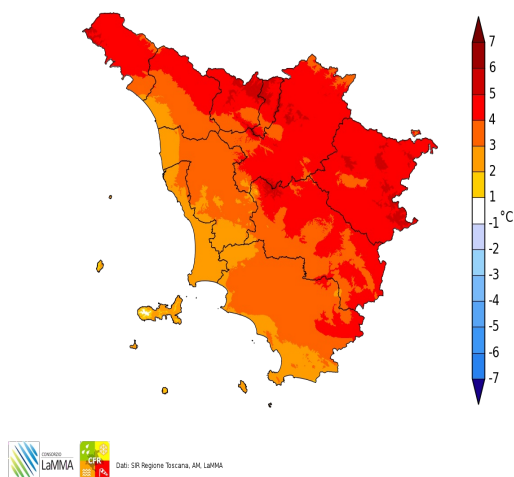 7
6
5
4
3
2
1
-1
°C
-2
-3
-4
-5
-6
-7
CONSORZIO
LaMMA
CFR
Dati: SIR Regione Toscana, AM, LaMMA